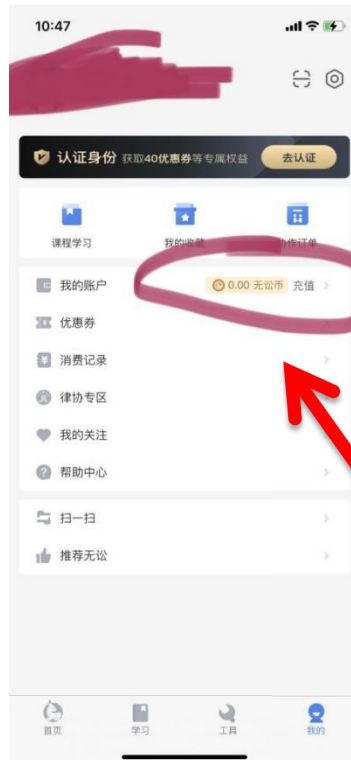 10:47
认证身份 获取40优惠券等专属权益 去认证
课程学习 我的收藏 协作订单
我的账户 0.00 无讼币 充值
优惠券
消费记录
律协专区
我的关注
帮助中心
扫一扫
推荐无讼
首页 学习 工具 我的